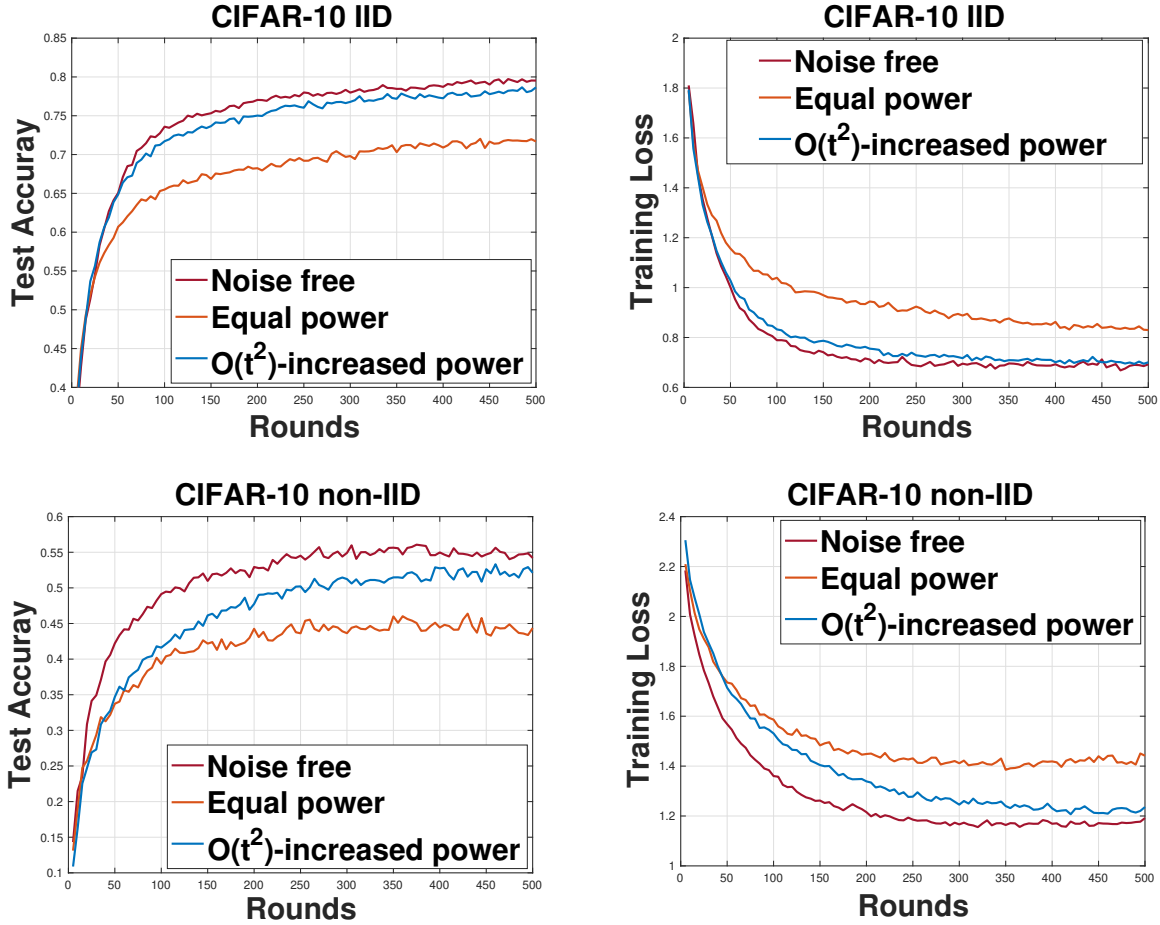 CIFAR-10 IID
Test Accuray
0.85
0.8
0.75
0.7
0.65
0.6
0.55
0.5
0.45
0.4
Noise free
Equal power
O(t²)-increased power
0 50 100 150 200 250 300 350 400 450 500
Rounds
CIFAR-10 IID
Training Loss
2
1.8
1.6
1.4
1.2
1
0.8
0.6
Noise free
Equal power
O(t²)-increased power
0 50 100 150 200 250 300 350 400 450 500
Rounds
CIFAR-10 non-IID
Test Accuray
0.6
0.55
0.5
0.45
0.4
0.35
0.3
0.25
0.2
0.15
0.1
Noise free
Equal power
O(t²)-increased power
0 50 100 150 200 250 300 350 400 450 500
Rounds
CIFAR-10 non-IID
Training Loss
2.4
2.2
2
1.8
1.6
1.4
1.2
1
Noise free
Equal power
O(t²)-increased power
0 50 100 150 200 250 300 350 400 450 500
Rounds